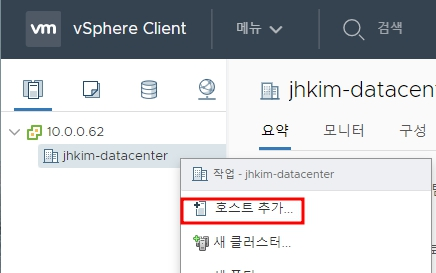 vm vSphere Client 메뉴 검색
10.0.0.62
jhkim-datacenter
jhkim-datacen
요약 모니터 구성
작업 - jhkim-datacenter
호스트 추가...
새 클러스터...